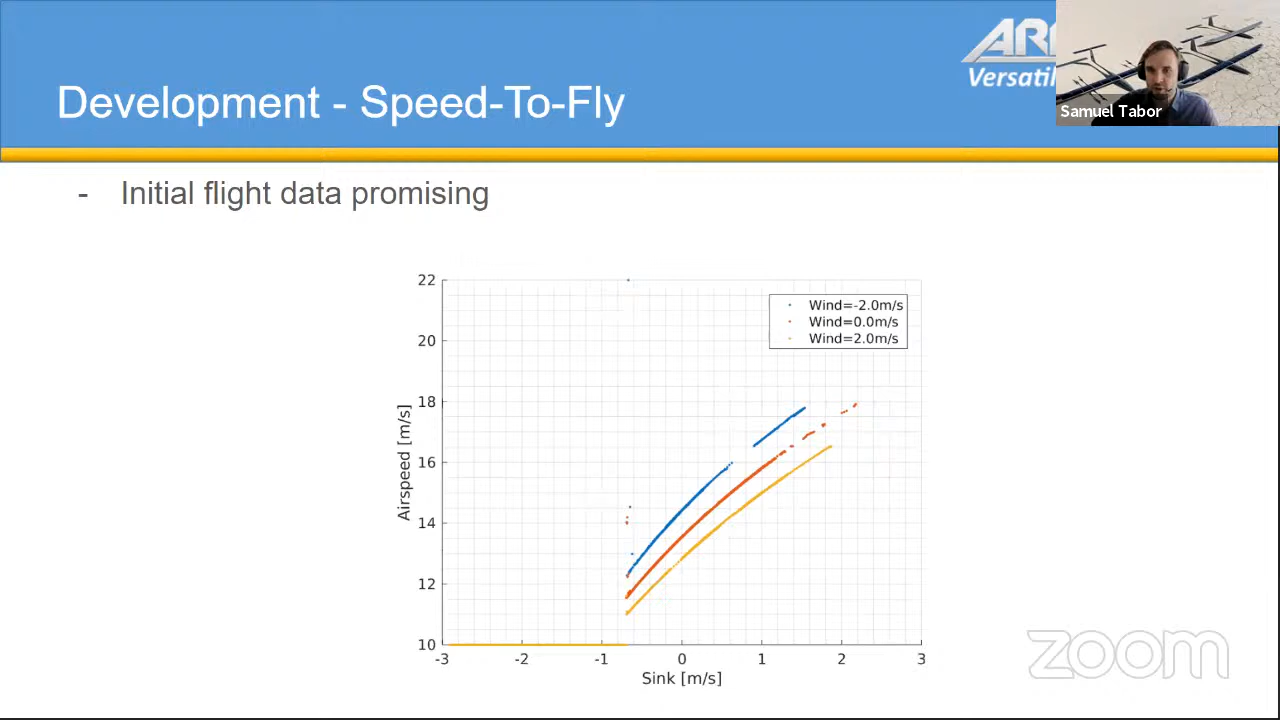 Development - Speed-To-Fly
Samuel Tabor
- Initial flight data promising
22
20
18
16
14
12
10
Airspeed [m/s]
Wind=-2.0m/s
Wind=0.0m/s
Wind=2.0m/s
-3 -2 -1 0 1 2 3
Sink [m/s]
zoom